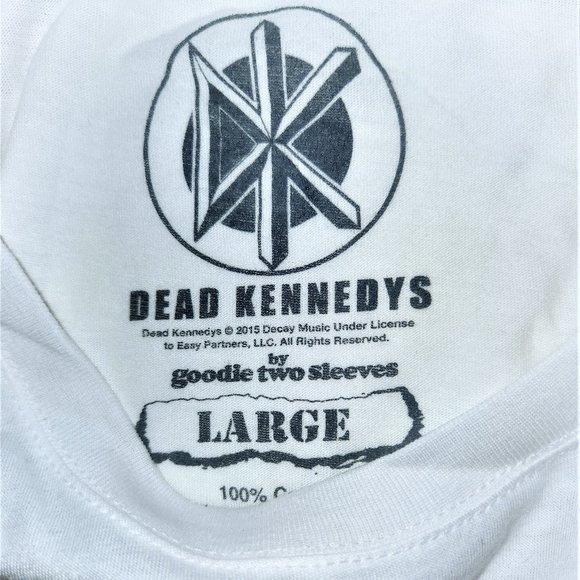 DK
DEAD KENNEDYS
Dead Kennedys © 2015 Decay Music Under License
to Easy Partners, LLC. All Rights Reserved.
by
goodie two sleeves
LARGE
100%